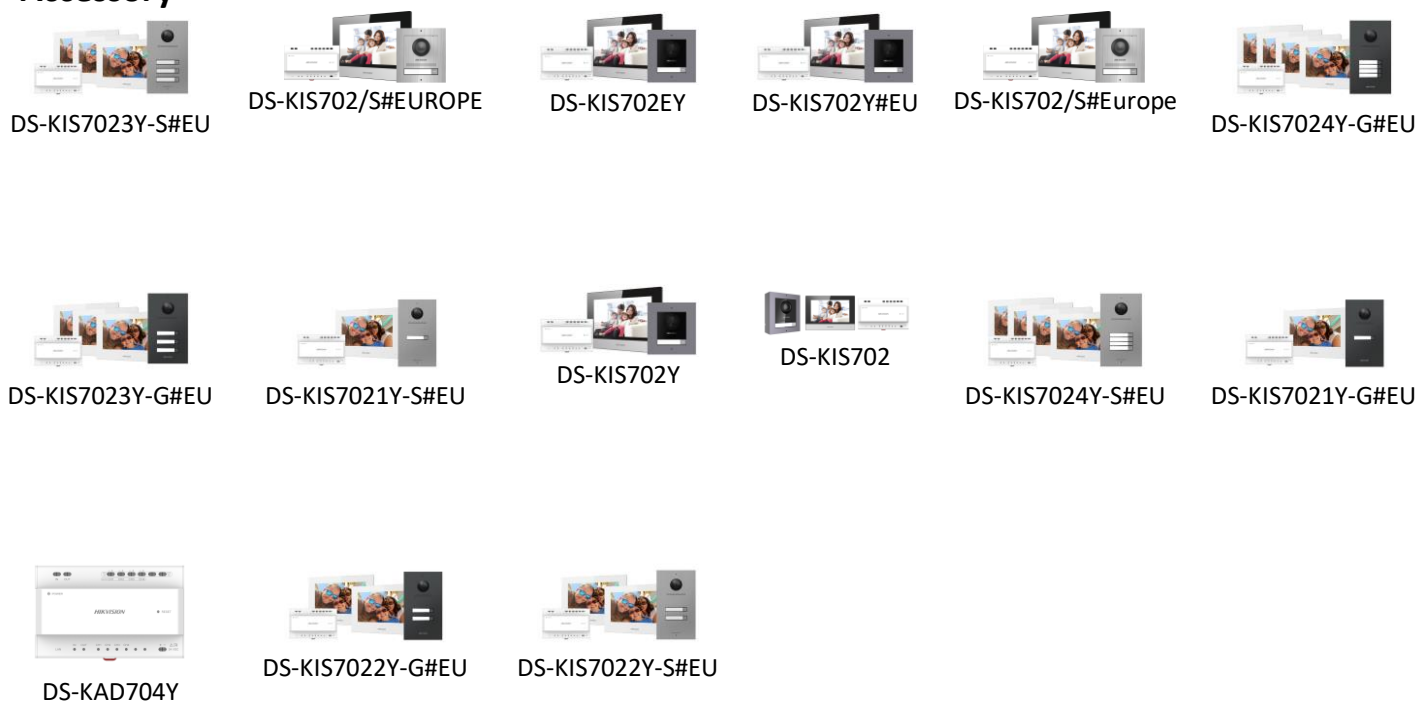 Accessory
DS-KIS7023Y-S#EU
DS-KIS702/S#EUROPE
DS-KIS702EY
DS-KIS702Y#EU
DS-KIS702/S#Europe
DS-KIS7024Y-G#EU
DS-KIS7023Y-G#EU
DS-KIS7021Y-S#EU
DS-KIS702Y
DS-KIS702
DS-KIS7024Y-S#EU
DS-KIS7021Y-G#EU
HIKVISION
DS-KAD704Y
DS-KIS7022Y-G#EU
DS-KIS7022Y-S#EU